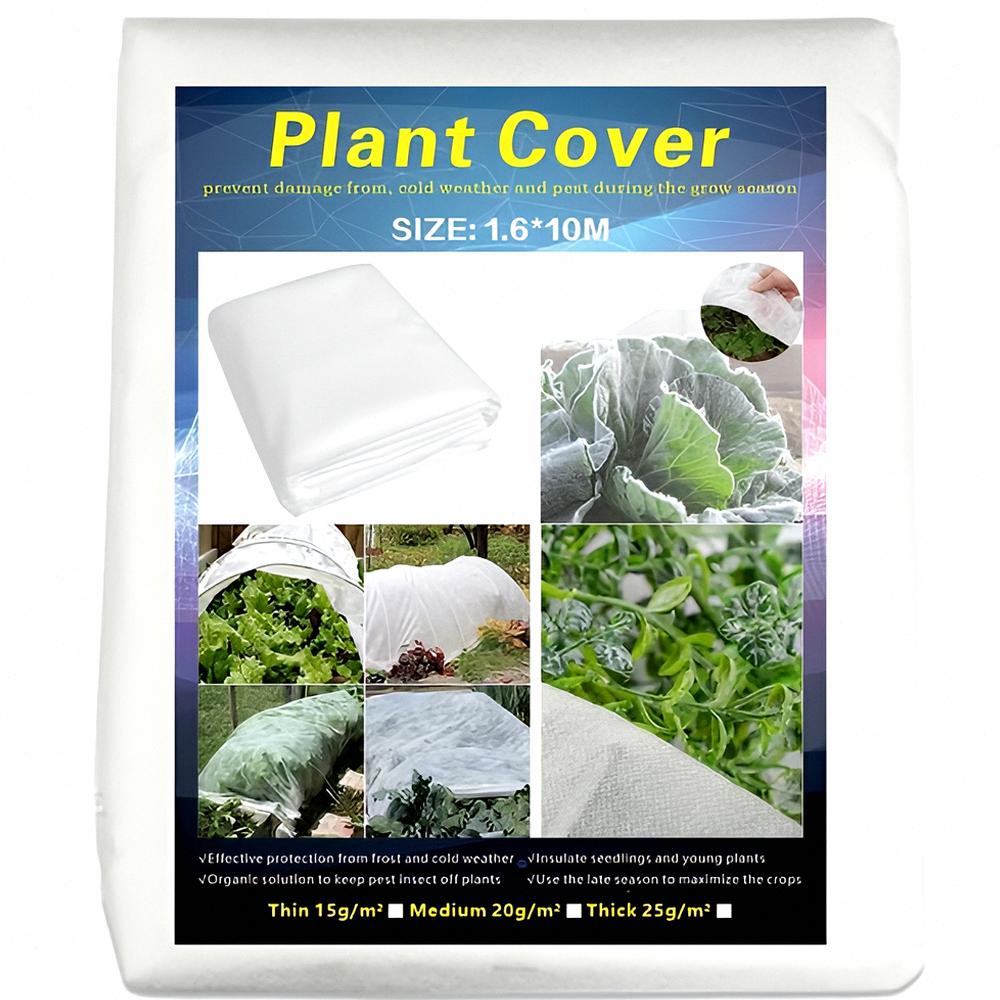 Plant Cover
prevent damage from, cold weather and pest during the grow season
SIZE: 1.6*10M
√Effective protection from frost and cold weather
√Insulate seedlings and young plants
√Organic solution to keep pest insect off plants
√Use the late season to maximize the crops
Thin 15g/m² Medium 20g/m² Thick 25g/m²